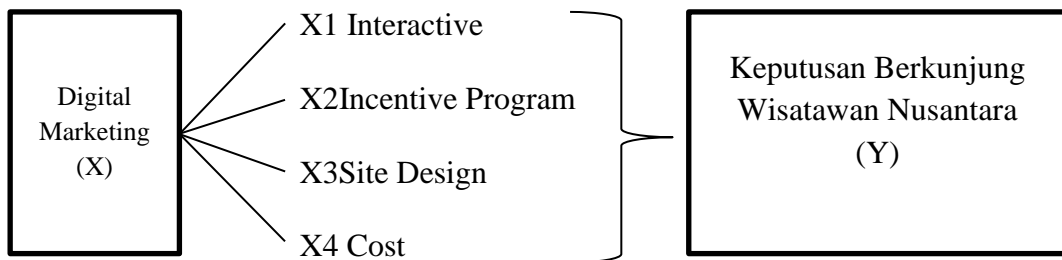 Digital
Marketing
(X)
X1 Interactive
X2Incentive Program
X3Site Design
X4 Cost
Keputusan Berkunjung
Wisatawan Nusantara
(Y)